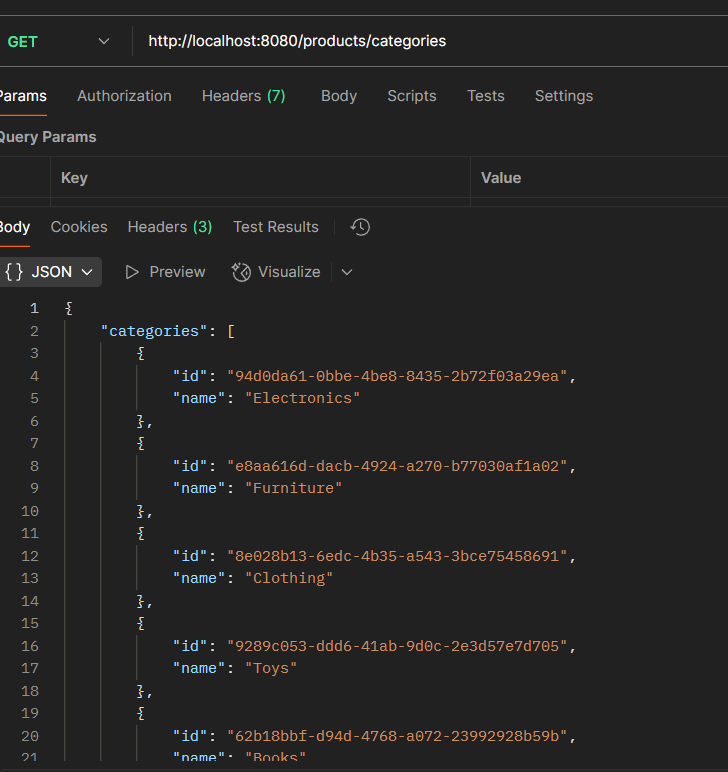 GET http://localhost:8080/products/categories
Params Authorization Headers (7) Body Scripts Tests Settings
Query Params
Key Value
Body Cookies Headers (3) Test Results
{} JSON Preview Visualize
1 {
2 "categories": [
3 {
4 "id": "94d0da61-0bbe-4be8-8435-2b72f03a29ea",
5 "name": "Electronics"
6 },
7 {
8 "id": "e8aa616d-dacb-4924-a270-b77030af1a02",
9 "name": "Furniture"
10 },
11 {
12 "id": "8e028b13-6edc-4b35-a543-3bce75458691",
13 "name": "Clothing"
14 },
15 {
16 "id": "9289c053-ddd6-41ab-9d0c-2e3d57e7d705",
17 "name": "Toys"
18 },
19 {
20 "id": "62b18bbf-d94d-4768-a072-23992928b59b",
21 "name": "Books"